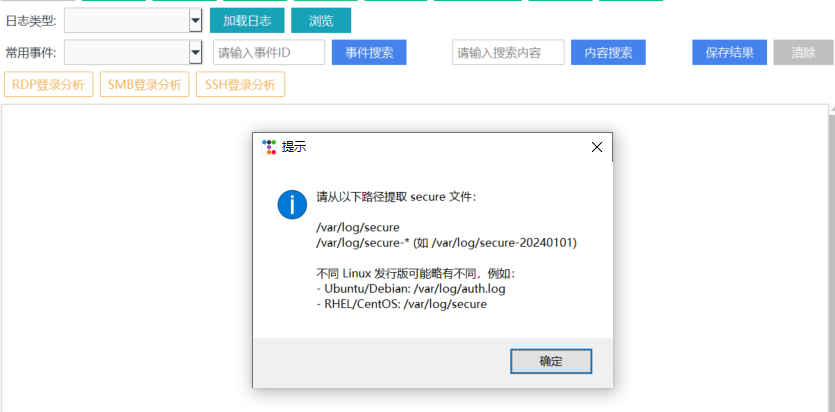 日志类型:
加载日志
浏览
常用事件:
请输入事件ID
事件搜索
请输入搜索内容
内容搜索
保存结果
清除
RDP登录分析
SMB登录分析
SSH登录分析
提示
请从以下路径提取 secure 文件：
/var/log/secure
/var/log/secure-* (如 /var/log/secure-20240101)
不同 Linux 发行版可能略有不同，例如：
- Ubuntu/Debian: /var/log/auth.log
- RHEL/CentOS: /var/log/secure
确定